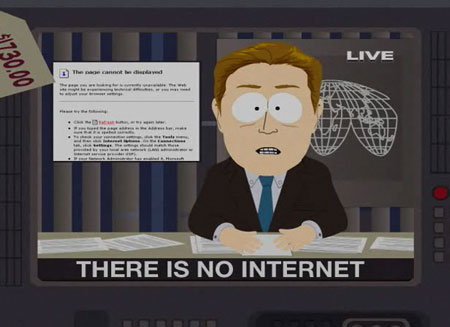 $1730.00
The page cannot be displayed
The page you are looking for is currently unavailable. The Web
site might be experiencing technical difficulties, or you may need
to adjust your browser settings.
Please try the following:
Click the Refresh button, or try again later.
If you typed the page address in the Address bar, make
sure that it is spelled correctly.
To check your connection settings, click the Tools menu,
and then click Internet Options. On the Connections
tab, click Settings. The settings should match those
provided by your local area network (LAN) administrator or
Internet service provider (ISP).
If your Network Administrator has enabled it, Microsoft
LIVE
THERE IS NO INTERNET